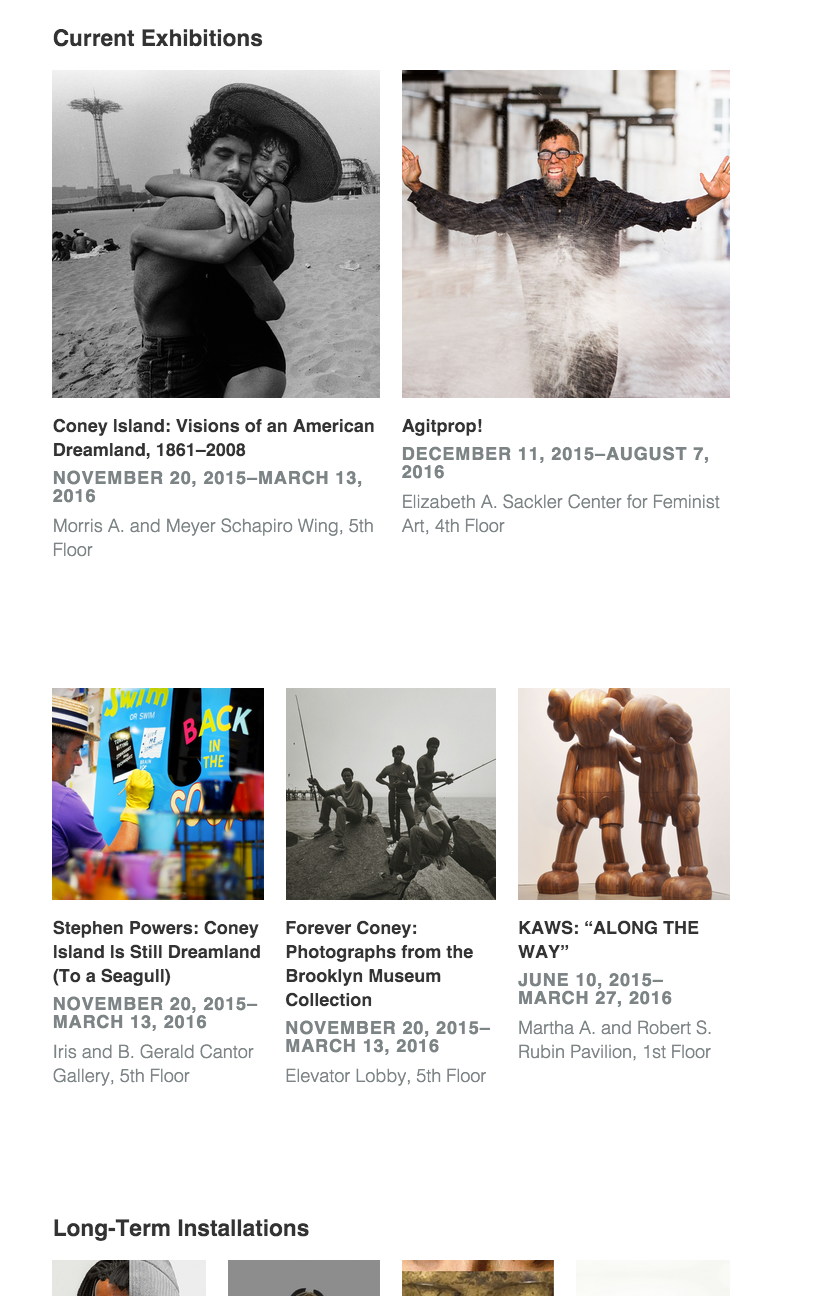 Current Exhibitions
Coney Island: Visions of an American
Dreamland, 1861–2008
NOVEMBER 20, 2015–MARCH 13,
2016
Morris A. and Meyer Schapiro Wing, 5th
Floor
Agitprop!
DECEMBER 11, 2015–AUGUST 7,
2016
Elizabeth A. Sackler Center for Feminist
Art, 4th Floor
Swim
OR SWIM
BACK
IN
THE
Stephen Powers: Coney
Island Is Still Dreamland
(To a Seagull)
NOVEMBER 20, 2015–
MARCH 13, 2016
Iris and B. Gerald Cantor
Gallery, 5th Floor
Forever Coney:
Photographs from the
Brooklyn Museum
Collection
NOVEMBER 20, 2015–
MARCH 13, 2016
Elevator Lobby, 5th Floor
KAWS: “ALONG THE
WAY”
JUNE 10, 2015–
MARCH 27, 2016
Martha A. and Robert S.
Rubin Pavilion, 1st Floor
Long-Term Installations